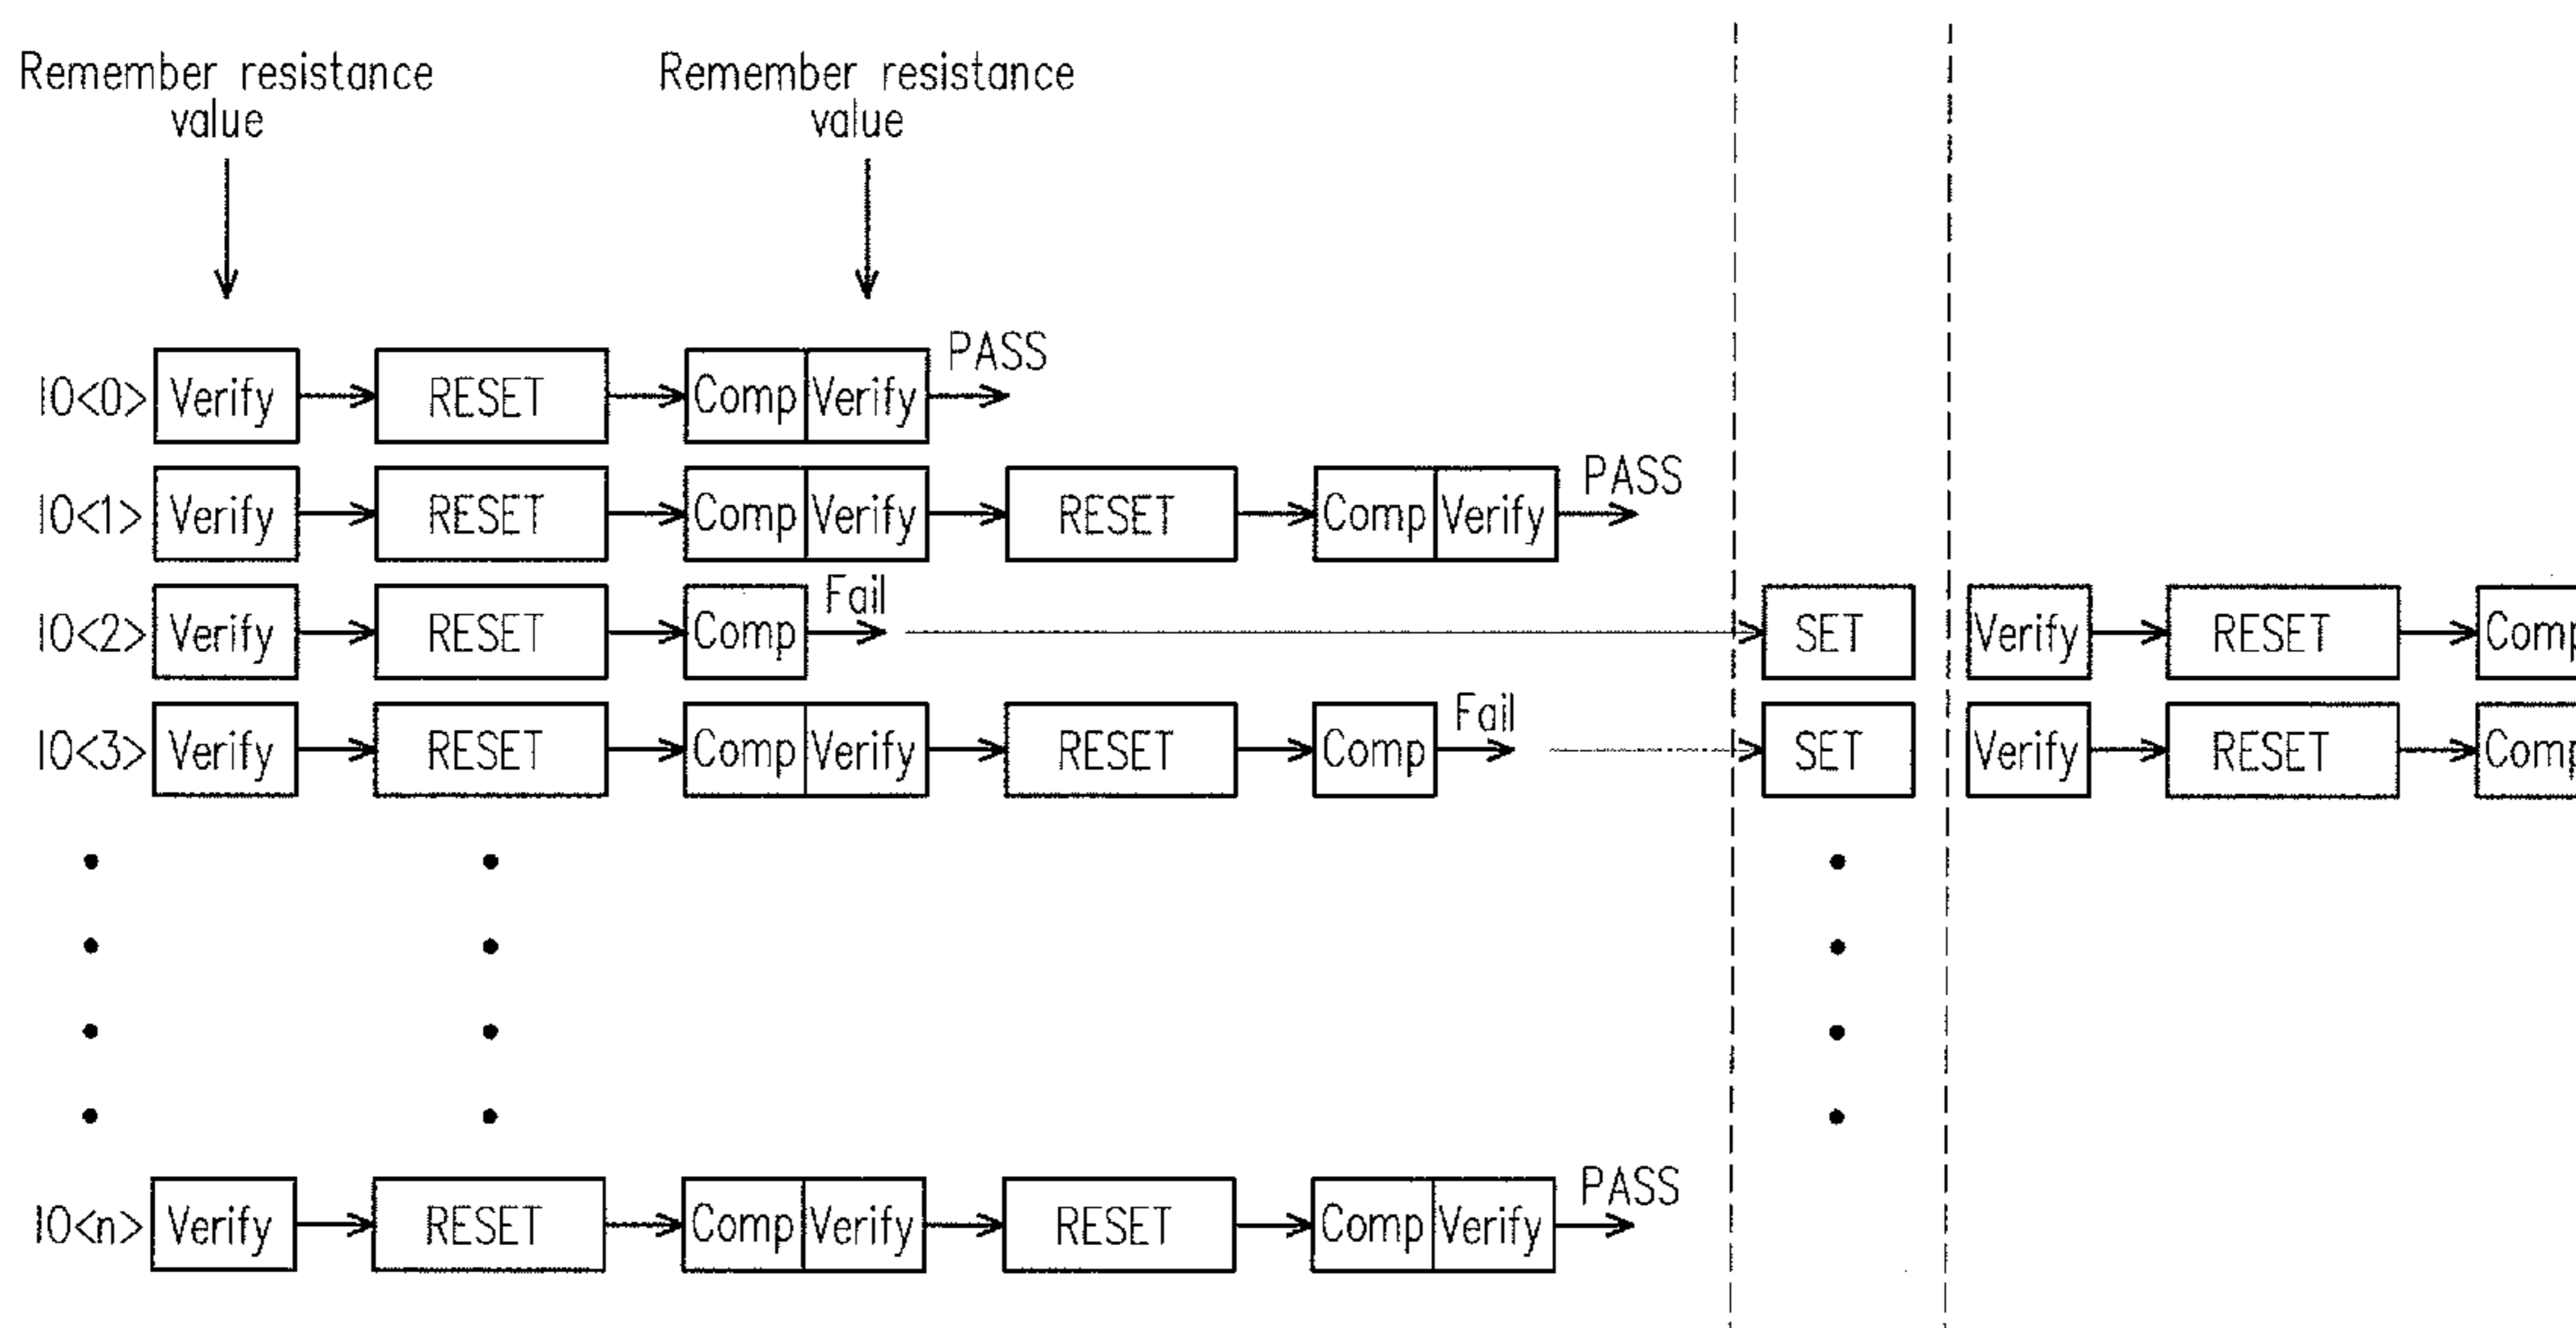 Remember resistance value
Remember resistance value
IO<0> Verify RESET Comp Verify PASS
IO<1> Verify RESET Comp Verify RESET Comp Verify PASS
IO<2> Verify RESET Comp Fail SET Verify RESET Comp
IO<3> Verify RESET Comp Verify RESET Comp Fail SET Verify RESET Comp
IO<n> Verify RESET Comp Verify RESET Comp Verify PASS